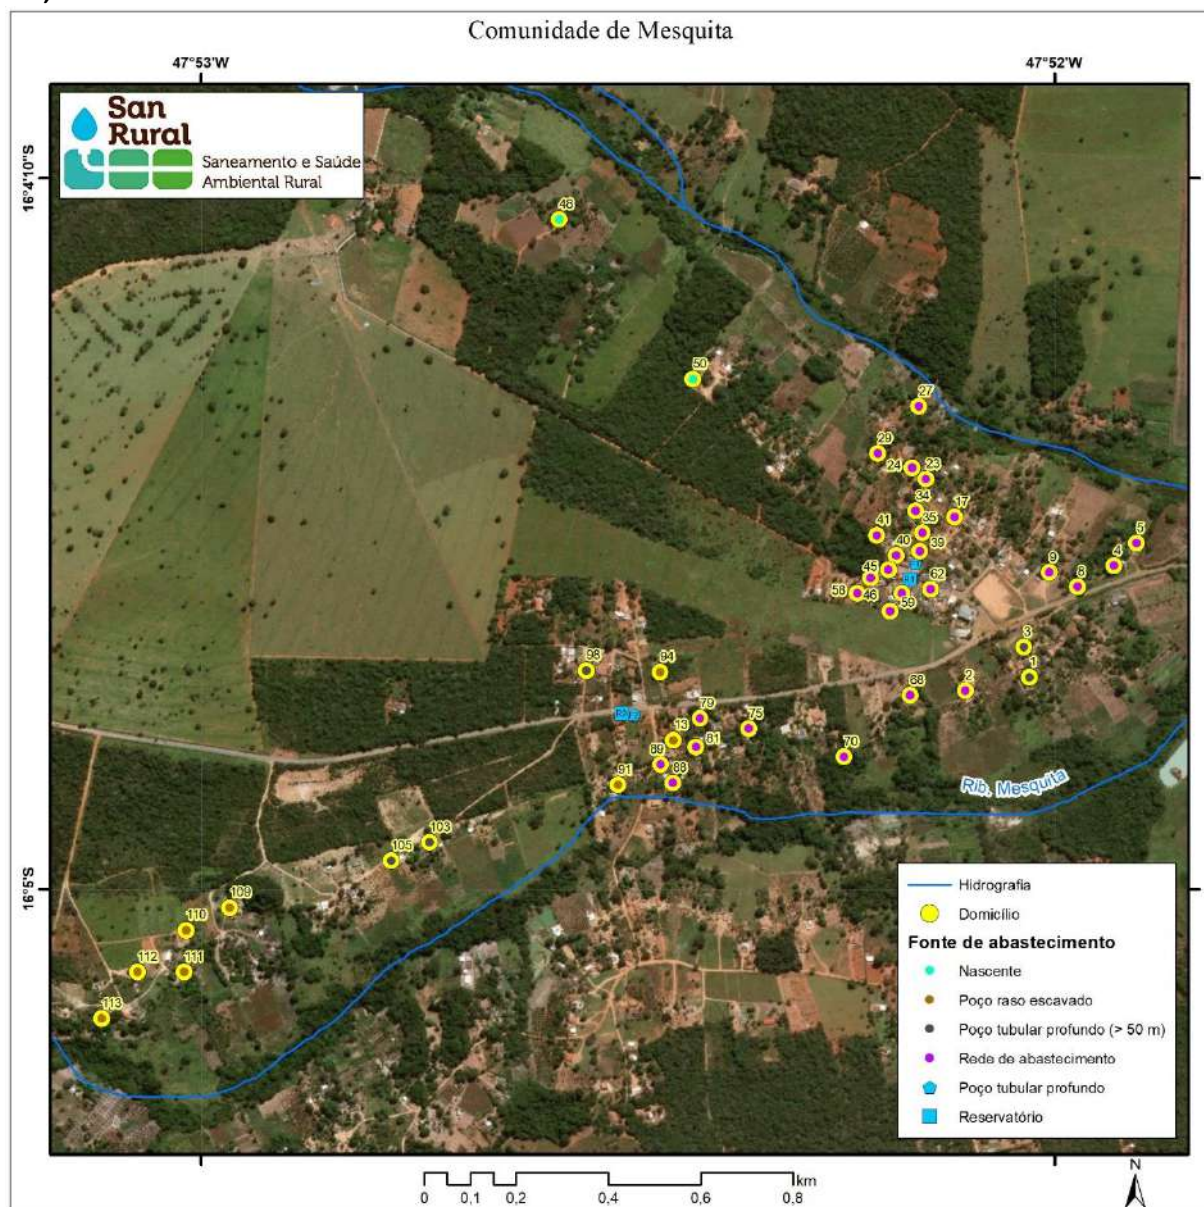 Comunidade de Mesquita
47°53'W
47°52'W
San
Rural
Saneamento e Saúde
Ambiental Rural
16°4'10"S
48
50
27
29
24
23
34
17
35
41
39
40
5
9
4
8
45
62
58
46
59
3
1
98
94
2
68
79
75
13
81
70
89
88
91
Rib. Mesquita
103
105
16°5'S
109
110
112
111
113
Hidrografia
Domicílio
Fonte de abastecimento
Nascente
Poço raso escavado
Poço tubular profundo (> 50 m)
Rede de abastecimento
Poço tubular profundo
Reservatório
N
km
0 0,1 0,2 0,4 0,6 0,8